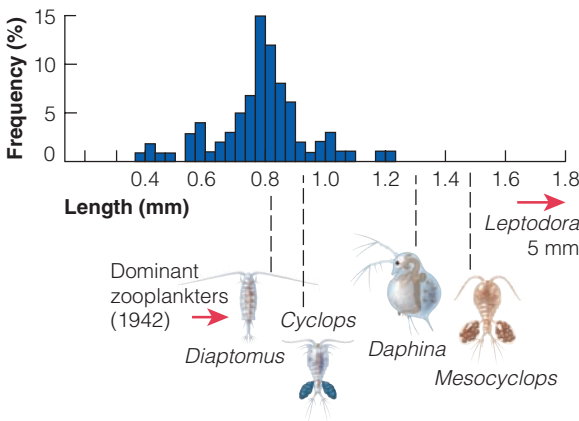 15
10
5
0
Frequency (%)
0.4 0.6 0.8 1.0 1.2 1.4 1.6 1.8
Length (mm)
Leptodora
5 mm
Dominant
zooplankters
(1942)
Cyclops
Diaptomus
Daphina
Mesocyclops